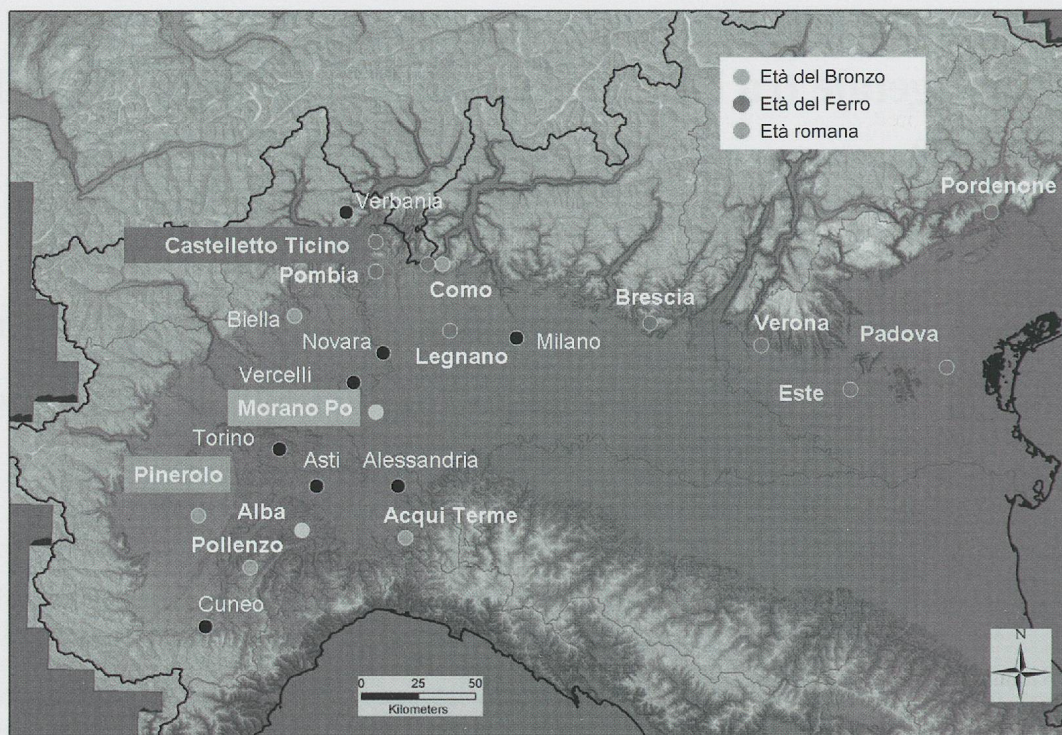 Età del Bronzo
Età del Ferro
Età romana
Pordenone
Verbania
Castelletto Ticino
Pombia
Como
Brescia
Biella
Verona
Padova
Novara
Milano
Legnano
Vercelli
Este
Morano Po
Torino
Asti
Alessandria
Pinerolo
Alba
Acqui Terme
Pollenzo
Cuneo
N
0 25 50
Kilometers